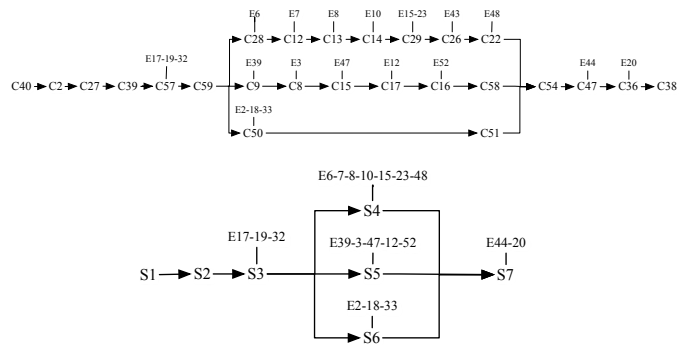 E6 E7 E8 E10 E15-23 E43 E48
C28 C12 C13 C14 C29 C26 C22
E17-19-32 E39 E3 E47 E12 E52 E44 E20
C40 C2 C27 C39 C57 C59 C9 C8 C15 C17 C16 C58 C54 C47 C36 C38
E2-18-33
C50 C51
E6-7-8-10-15-23-48
S4
E17-19-32 E39-3-47-12-52 E44-20
S1 S2 S3 S5 S7
E2-18-33
S6